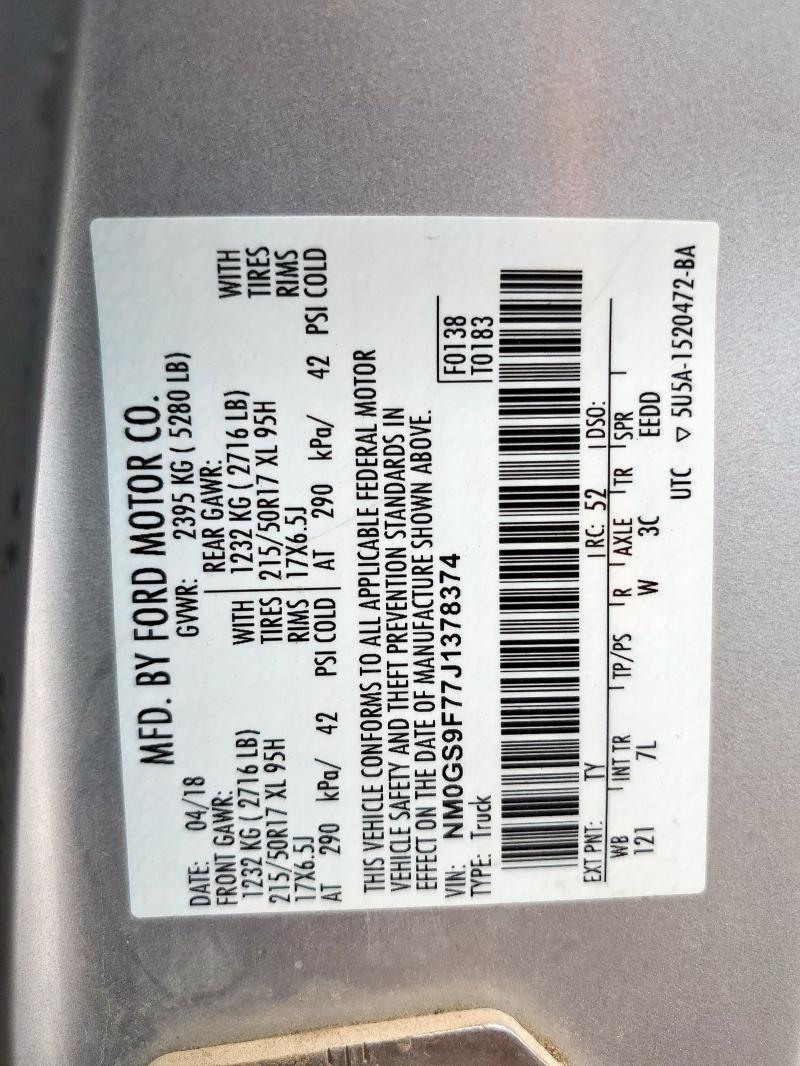 MFD. BY FORD MOTOR CO.
DATE: 04/18 GVWR: 2395 KG ( 5280 LB)
FRONT GAWR: REAR GAWR:
1232 KG ( 2716 LB) WITH 1232 KG ( 2716 LB) WITH
215/50R17 XL 95H TIRES 215/50R17 XL 95H TIRES
17X6.5J RIMS 17X6.5J RIMS
AT 290 kPa/ 42 PSI COLD AT 290 kPa/ 42 PSI COLD
THIS VEHICLE CONFORMS TO ALL APPLICABLE FEDERAL MOTOR
VEHICLE SAFETY AND THEFT PREVENTION STANDARDS IN
EFFECT ON THE DATE OF MANUFACTURE SHOWN ABOVE.
VIN: NM0GS9F77J1378374 F0138
TYPE: Truck T0183
EXT PNT: TY RC: 52 DSO:
WB INT TR TP/PS R AXLE TR SPR
121 7L W 3C EEDD
UTC ▽ 5U5A-1520472-BA